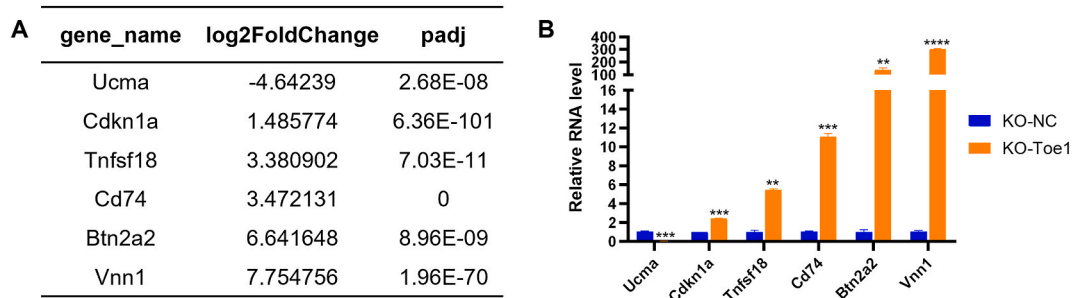 A
gene_name log2FoldChange padj
Ucma -4.64239 2.68E-08
Cdkn1a 1.485774 6.36E-101
Tnfsf18 3.380902 7.03E-11
Cd74 3.472131 0
Btn2a2 6.641648 8.96E-09
Vnn1 7.754756 1.96E-70
B
Relative RNA level
400
300
200
100
16
14
12
10
8
6
4
2
0
***
***
**
***
**
****
Ucma
Cdkn1a
Tnfsf18
Cd74
Btn2a2
Vnn1
KO-NC
KO-Toe1